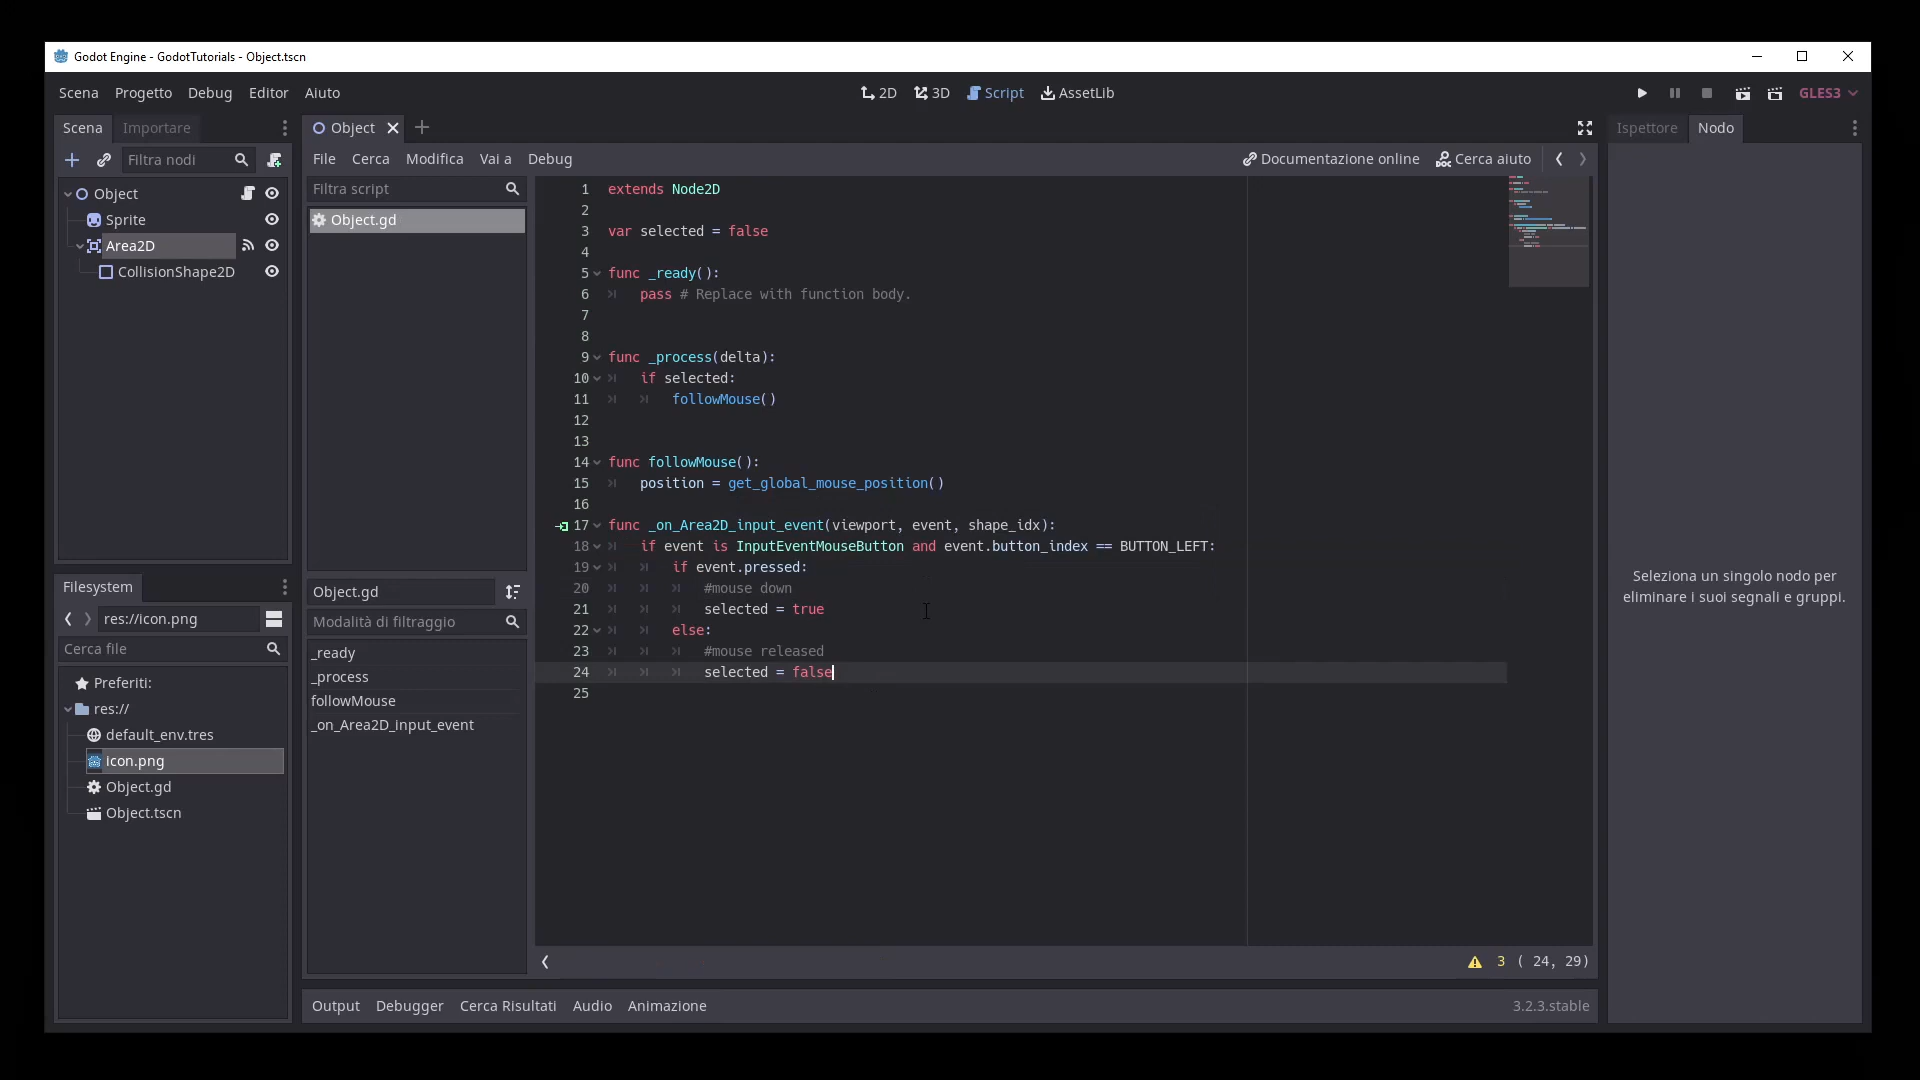 Godot Engine - GodotTutorials - Object.tscn
Scena Progetto Debug Editor Aiuto
2D 3D Script AssetLib
GLES3
Scena Importare
Filtra nodi
Object
Sprite
Area2D
CollisionShape2D
Filesystem
res://icon.png
Cerca file
Preferiti:
res://
default_env.tres
icon.png
Object.gd
Object.tscn
Object
File Cerca Modifica Vai a Debug
Documentazione online Cerca aiuto
Filtra script
Object.gd
Object.gd
Modalità di filtraggio
_ready
_process
followMouse
_on_Area2D_input_event
1 extends Node2D
2
3 var selected = false
4
5 func _ready():
6 pass # Replace with function body.
7
8
9 func _process(delta):
10 if selected:
11 followMouse()
12
13
14 func followMouse():
15 position = get_global_mouse_position()
16
17 func _on_Area2D_input_event(viewport, event, shape_idx):
18 if event is InputEventMouseButton and event.button_index == BUTTON_LEFT:
19 if event.pressed:
20 #mouse down
21 selected = true
22 else:
23 #mouse released
24 selected = false
25
3 ( 24, 29)
Output Debugger Cerca Risultati Audio Animazione
3.2.3.stable
Ispettore Nodo
Seleziona un singolo nodo per
eliminare i suoi segnali e gruppi.